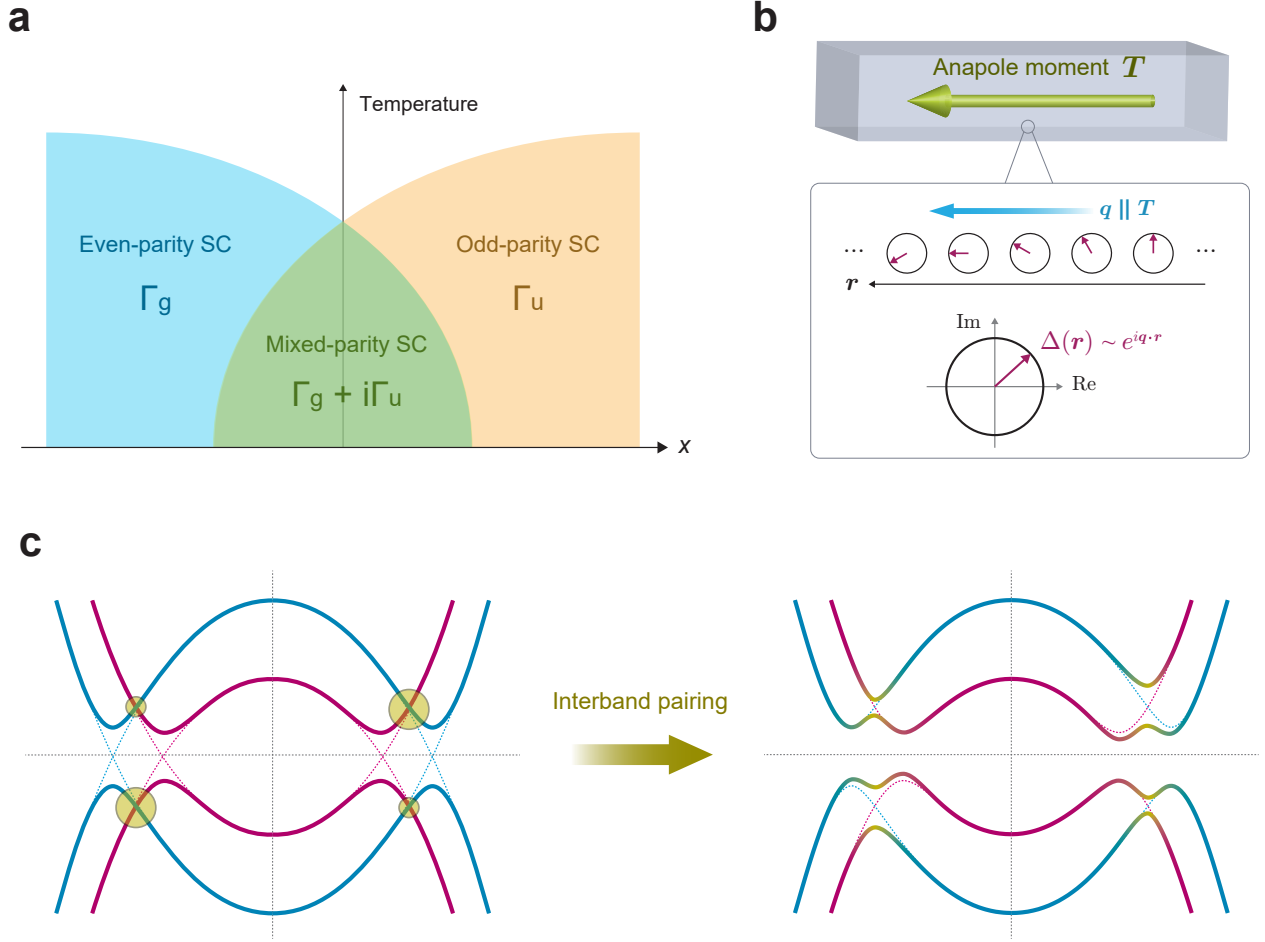 a
Temperature
Even-parity SC
Γg
Odd-parity SC
Γu
Mixed-parity SC
Γg + iΓu
x
b
Anapole moment T
q ∥ T
... ...
r
Im
Δ(r) ~ e^{iq·r}
Re
c
Interband pairing